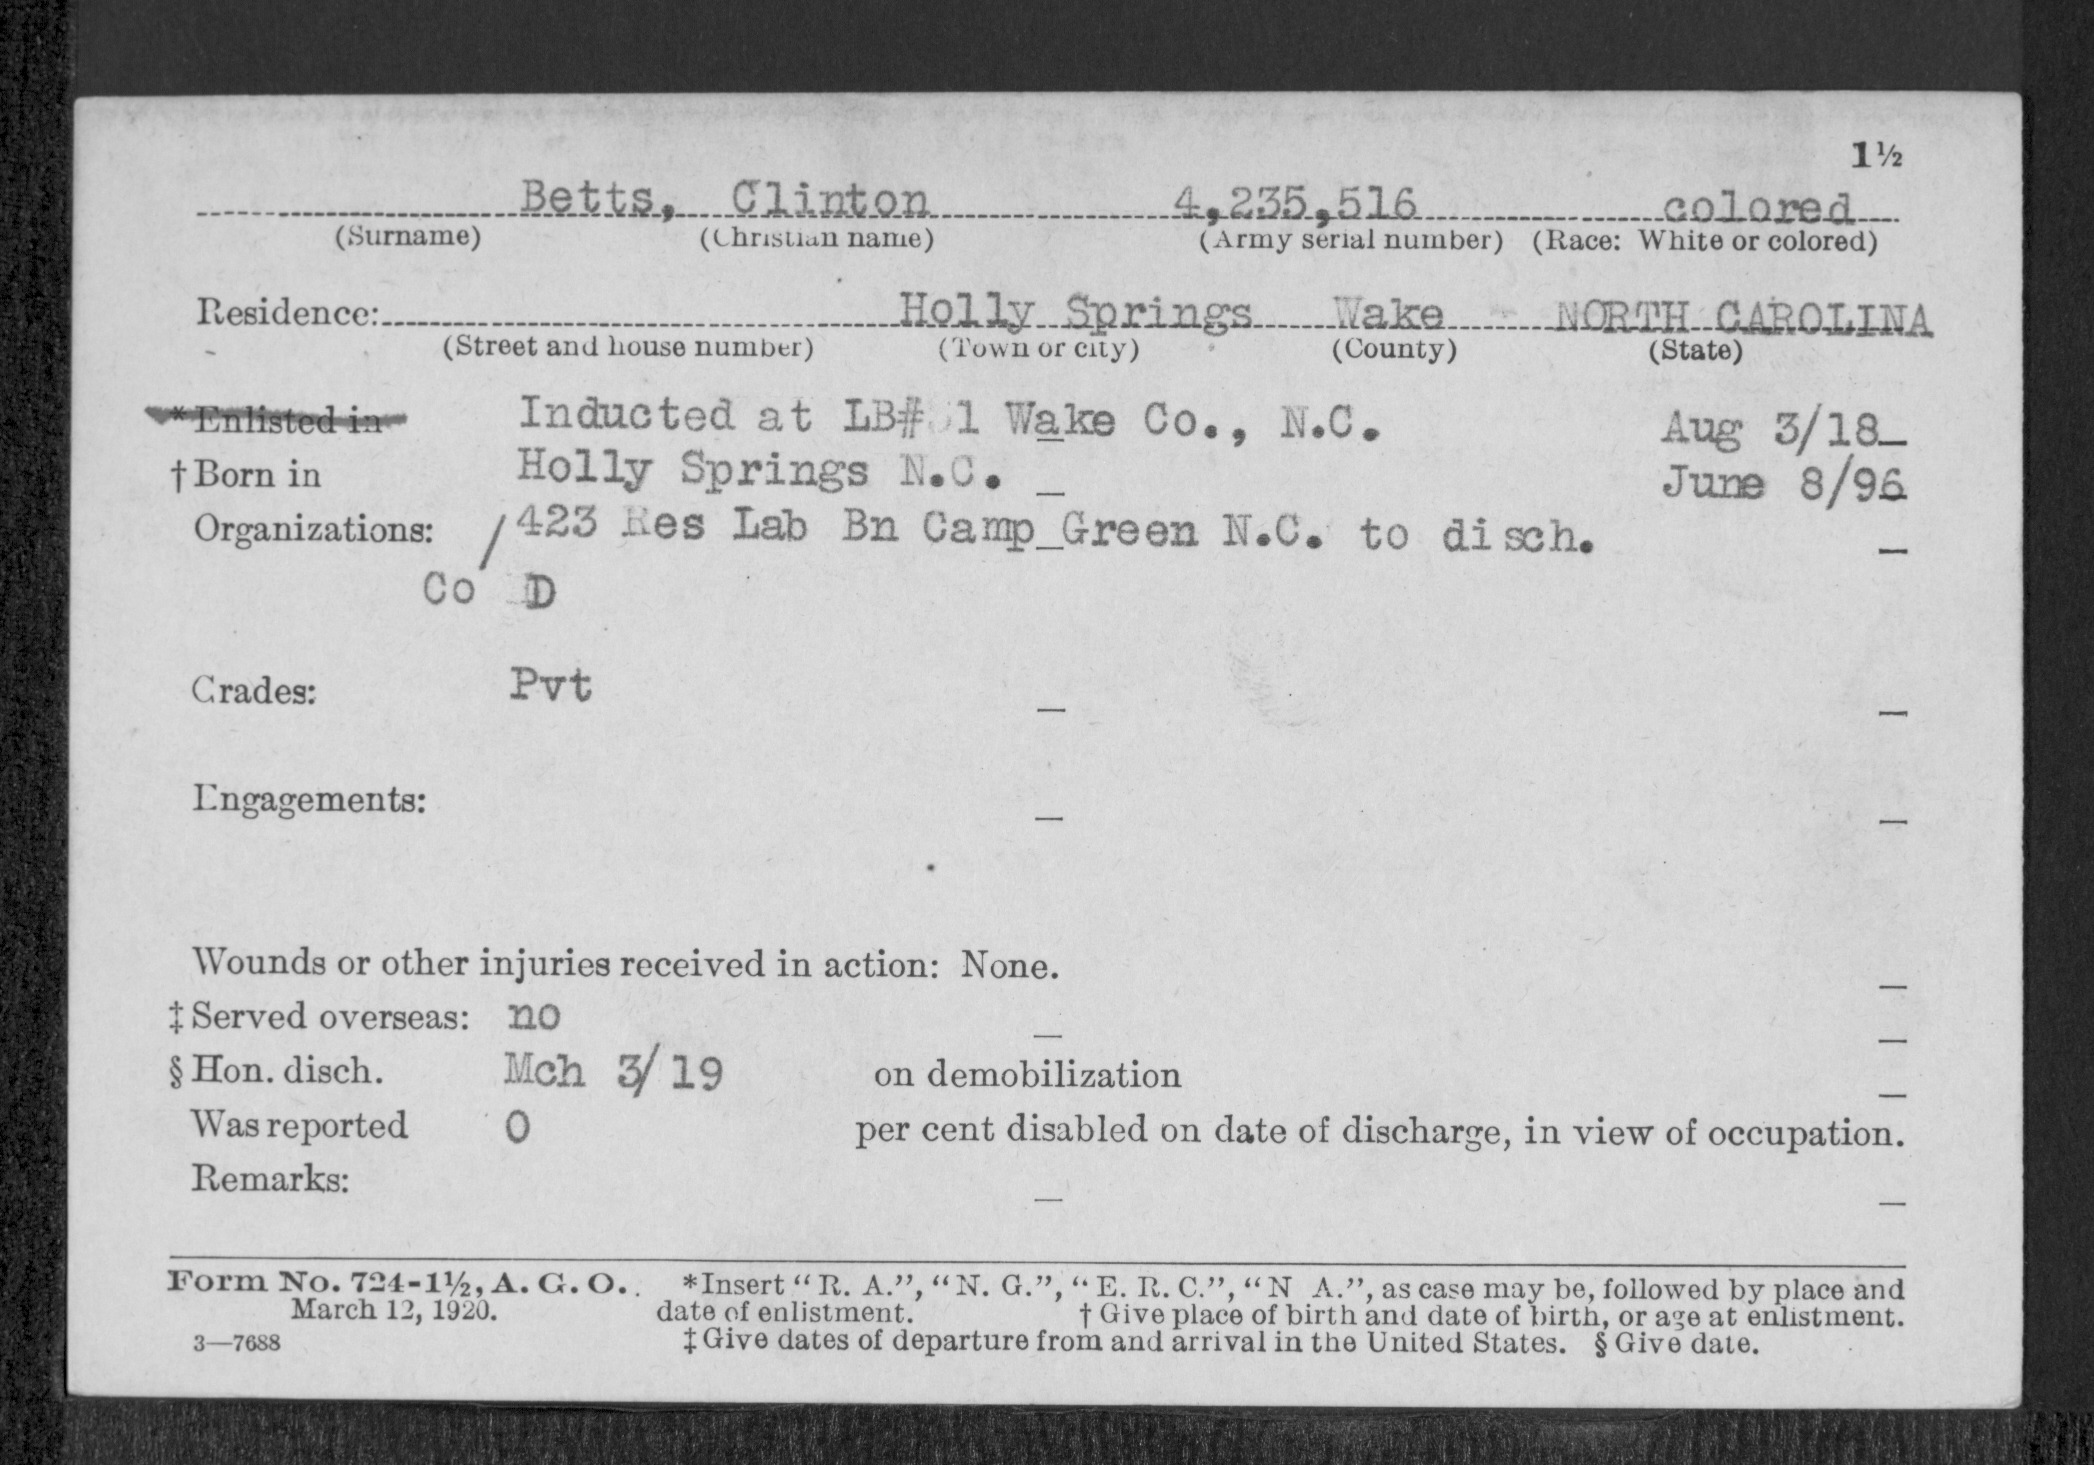 1½
Betts, Clinton 4,235,516 colored
(Surname) (Christian name) (Army serial number) (Race: White or colored)
Residence: Holly Springs Wake NORTH CAROLINA
(Street and house number) (Town or city) (County) (State)
*Enlisted in Inducted at LB# 1 Wake Co., N.C. Aug 3/18
†Born in Holly Springs N.C. June 8/96
Organizations: /423 Res Lab Bn Camp Green N.C. to disch.
Co D
Grades: Pvt
Engagements:
Wounds or other injuries received in action: None.
‡Served overseas: no
§Hon. disch. Mch 3/19 on demobilization
Was reported 0 per cent disabled on date of discharge, in view of occupation.
Remarks:
Form No. 724-1½, A. G. O. *Insert "R. A.", "N. G.", "E. R. C.", "N A.", as case may be, followed by place and
March 12, 1920. date of enlistment. †Give place of birth and date of birth, or age at enlistment.
3—7688 ‡Give dates of departure from and arrival in the United States. §Give date.